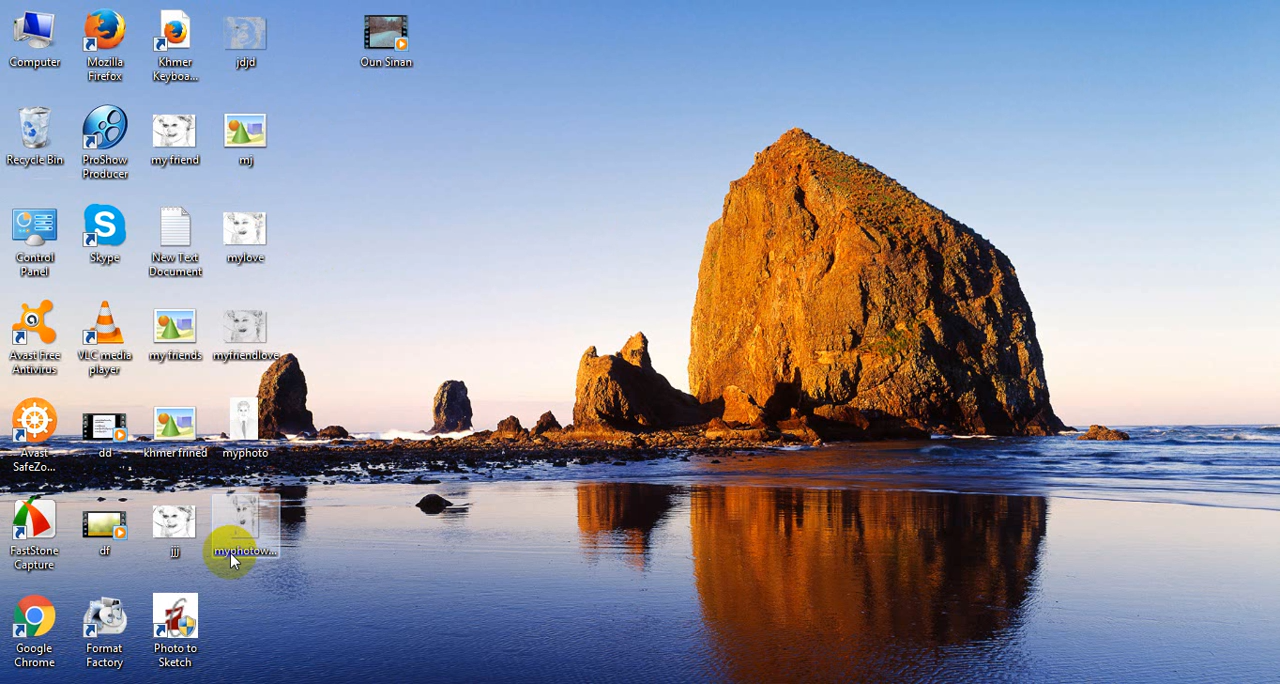 Computer
Mozilla
Firefox
Khmer
Keyboa...
jdjd
Oun Sinan
Recycle Bin
ProShow
Producer
my friend
mj
Control
Panel
Skype
New Text
Document
mylove
Avast Free
Antivirus
VLC media
player
my friends
myfriendlove
Avast
SafeZo...
dd
khmer frined
myphoto
FastStone
Capture
df
jjj
myphotow...
Google
Chrome
Format
Factory
Photo to
Sketch